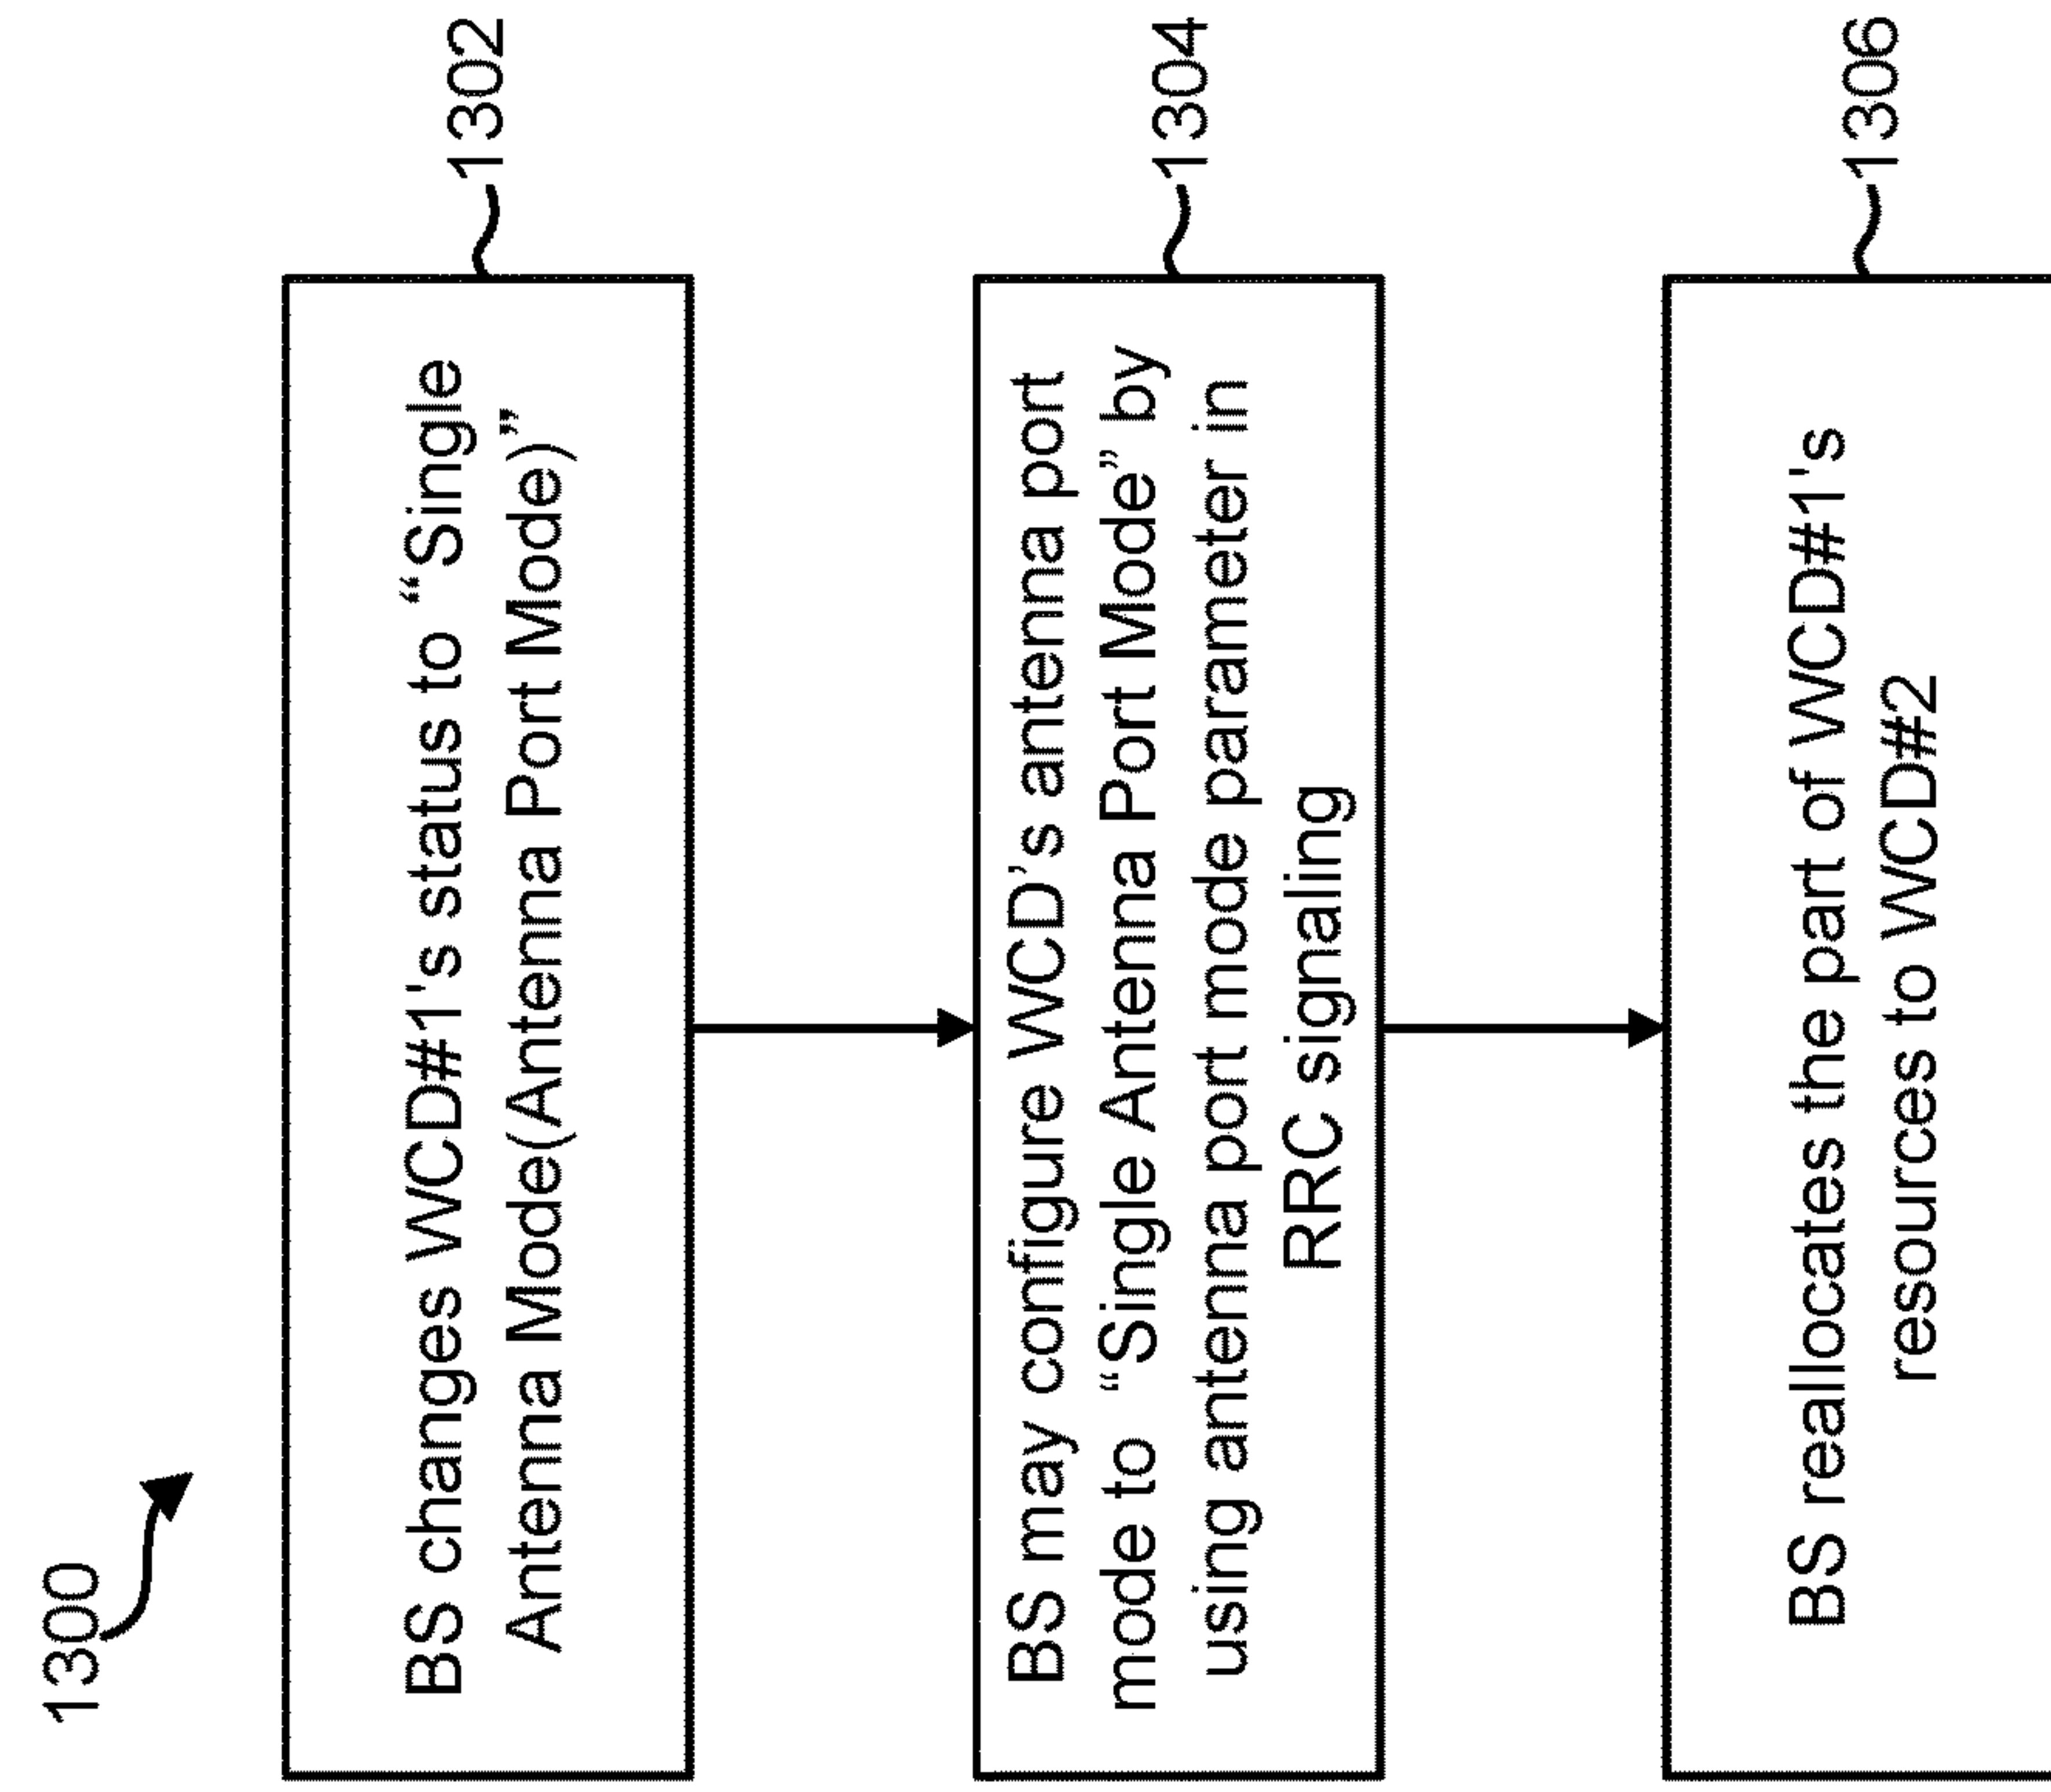 1300
BS changes WCD#1's status to “Single
Antenna Mode(Antenna Port Mode)”
1302
BS may configure WCD’s antenna port
mode to “Single Antenna Port Mode” by
using antenna port mode parameter in
RRC signaling
1304
BS reallocates the part of WCD#1's
resources to WCD#2
1306